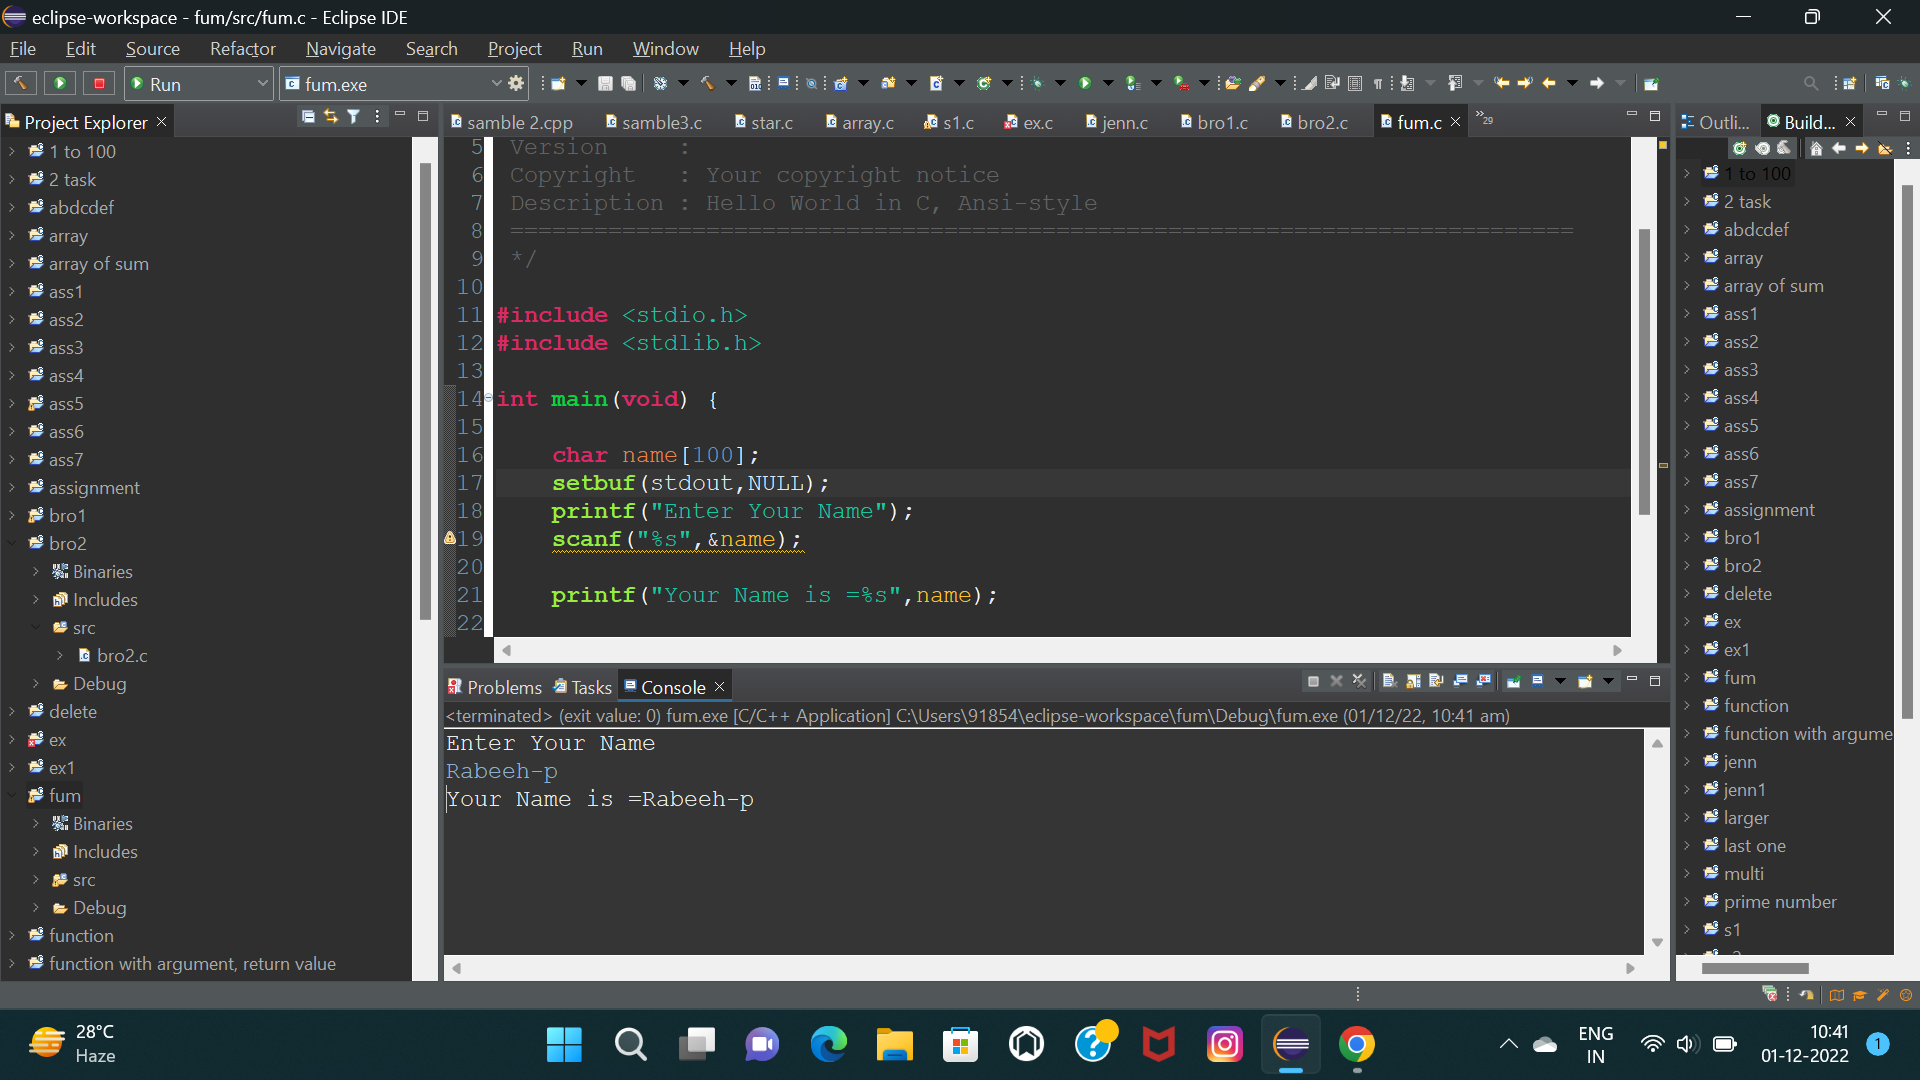 eclipse-workspace - fum/src/fum.c - Eclipse IDE
File Edit Source Refactor Navigate Search Project Run Window Help
Run fum.exe
Project Explorer
1 to 100
2 task
abdcdef
array
array of sum
ass1
ass2
ass3
ass4
ass5
ass6
ass7
assignment
bro1
bro2
Binaries
Includes
src
bro2.c
Debug
delete
ex
ex1
fum
Binaries
Includes
src
Debug
function
function with argument, return value
samble 2.cpp samble3.c star.c array.c s1.c ex.c jenn.c bro1.c bro2.c fum.c »29
5 Version :
6 Copyright : Your copyright notice
7 Description : Hello World in C, Ansi-style
8 ============================================================================
9 */
10
11 #include <stdio.h>
12 #include <stdlib.h>
13
14 int main(void) {
15
16 char name[100];
17 setbuf(stdout,NULL);
18 printf("Enter Your Name");
19 scanf("%s",&name);
20
21 printf("Your Name is =%s",name);
22
Problems Tasks Console
<terminated> (exit value: 0) fum.exe [C/C++ Application] C:\Users\91854\eclipse-workspace\fum\Debug\fum.exe (01/12/22, 10:41 am)
Enter Your Name
Rabeeh-p
Your Name is =Rabeeh-p
Outli... Build...
1 to 100
2 task
abdcdef
array
array of sum
ass1
ass2
ass3
ass4
ass5
ass6
ass7
assignment
bro1
bro2
delete
ex
ex1
fum
function
function with argume
jenn
jenn1
larger
last one
multi
prime number
s1
28°C
Haze
ENG
IN
10:41
01-12-2022
1